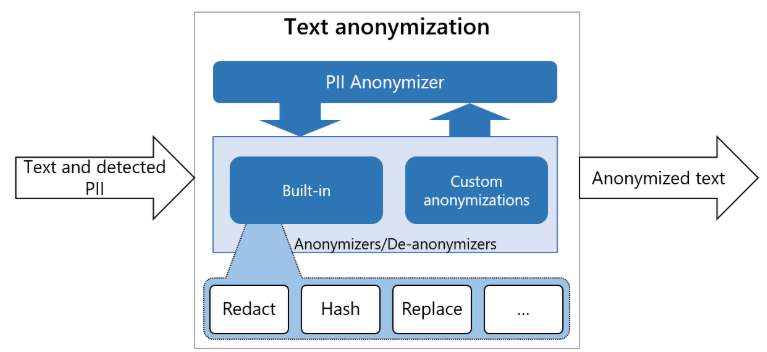 Text anonymization
PII Anonymizer
Text and detected
PII
Built-in
Custom
anonymizations
Anonymized text
Anonymizers/De-anonymizers
Redact
Hash
Replace
...